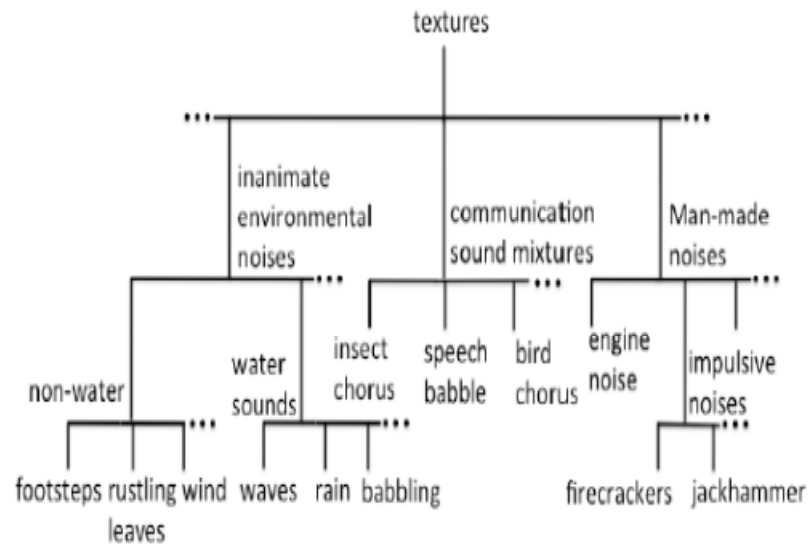 textures
inanimate
environmental
noises
communication
sound mixtures
Man-made
noises
non-water
water
sounds
insect
chorus
speech
babble
bird
chorus
engine
noise
impulsive
noises
footsteps
rustling
leaves
wind
waves
rain
babbling
firecrackers
jackhammer